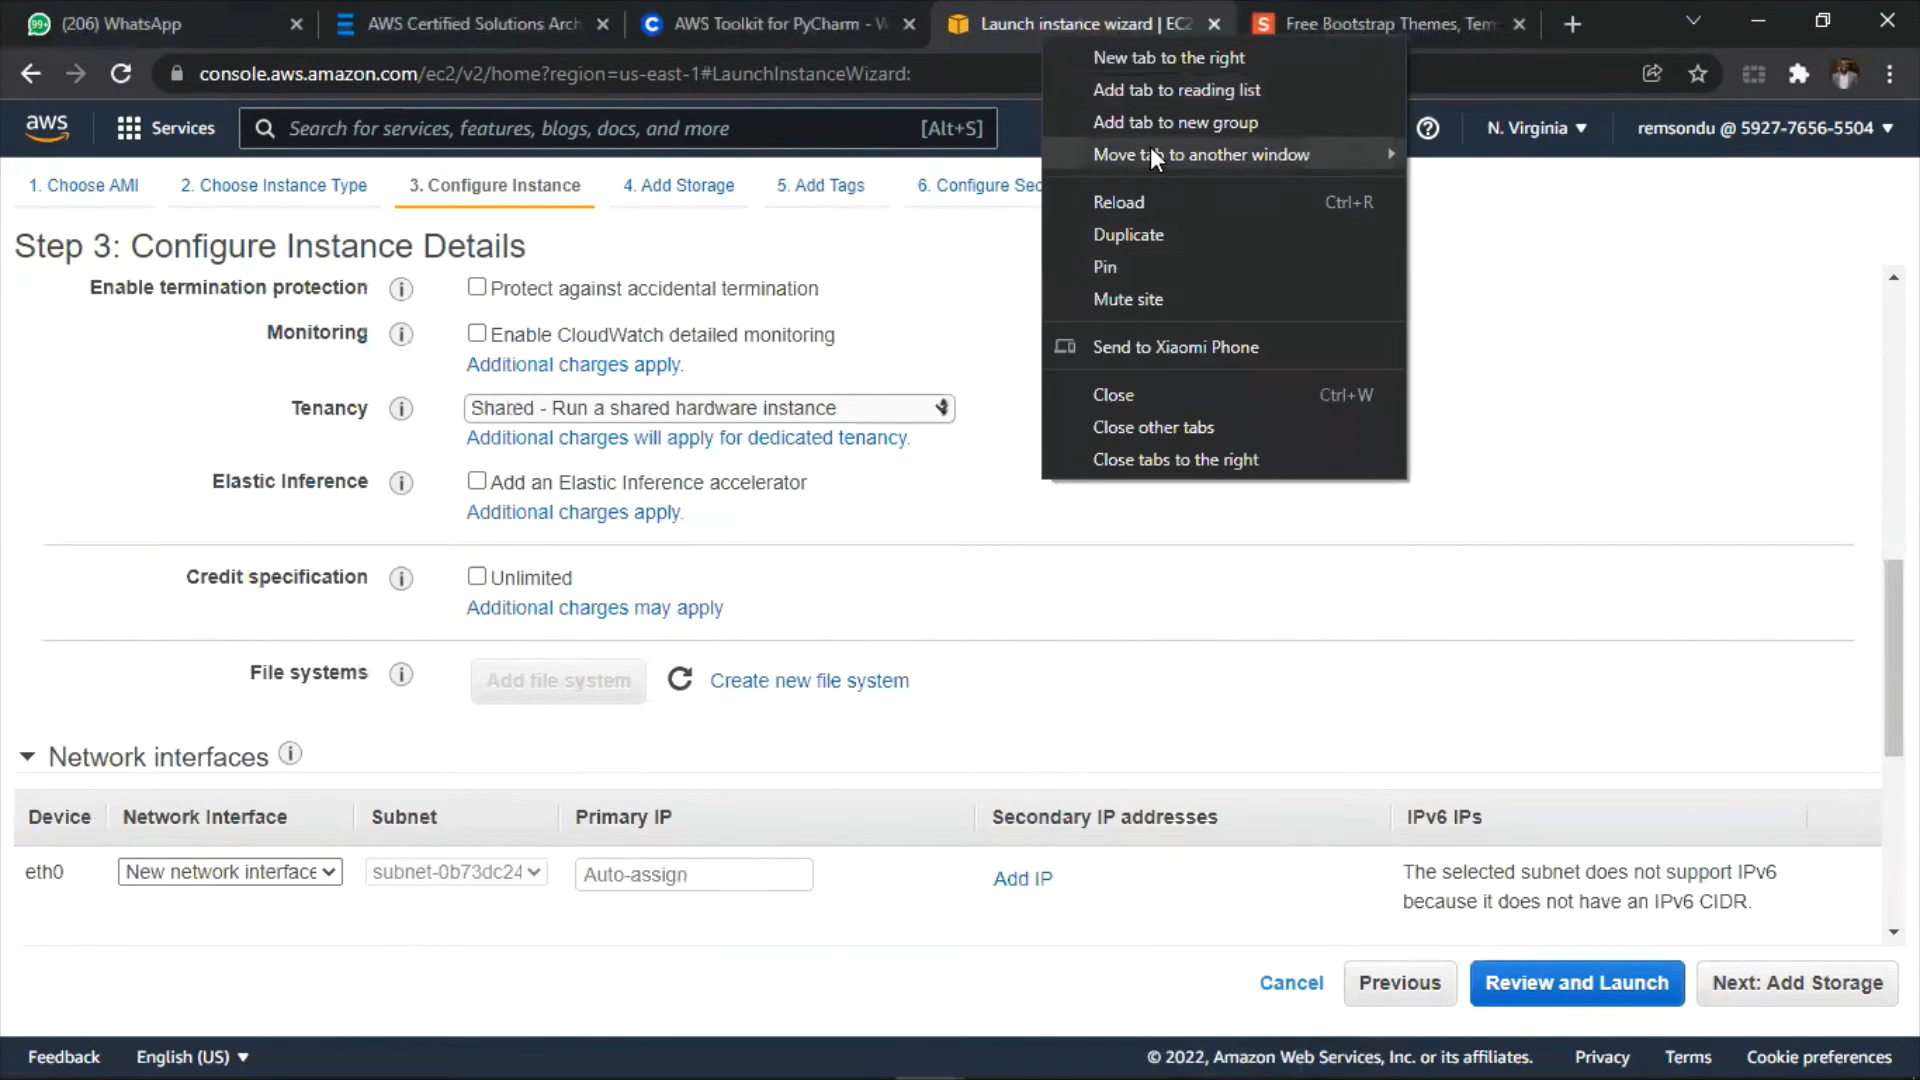 99+ (206) WhatsApp
AWS Certified Solutions Arch
AWS Toolkit for PyCharm - W
Launch instance wizard | EC2
Free Bootstrap Themes, Tem
console.aws.amazon.com/ec2/v2/home?region=us-east-1#LaunchInstanceWizard:
aws
Services
Search for services, features, blogs, docs, and more
[Alt+S]
N. Virginia
remsondu @ 5927-7656-5504
New tab to the right
Add tab to reading list
Add tab to new group
Move tab to another window
Reload Ctrl+R
Duplicate
Pin
Mute site
Send to Xiaomi Phone
Close Ctrl+W
Close other tabs
Close tabs to the right
1. Choose AMI
2. Choose Instance Type
3. Configure Instance
4. Add Storage
5. Add Tags
6. Configure Sec
Step 3: Configure Instance Details
Enable termination protection
Protect against accidental termination
Monitoring
Enable CloudWatch detailed monitoring
Additional charges apply.
Tenancy
Shared - Run a shared hardware instance
Additional charges will apply for dedicated tenancy.
Elastic Inference
Add an Elastic Inference accelerator
Additional charges apply.
Credit specification
Unlimited
Additional charges may apply
File systems
Add file system
Create new file system
Network interfaces
Device Network Interface Subnet Primary IP Secondary IP addresses IPv6 IPs
eth0 New network interface subnet-0b73dc24 Auto-assign Add IP The selected subnet does not support IPv6
because it does not have an IPv6 CIDR.
Cancel
Previous
Review and Launch
Next: Add Storage
Feedback
English (US)
© 2022, Amazon Web Services, Inc. or its affiliates.
Privacy
Terms
Cookie preferences